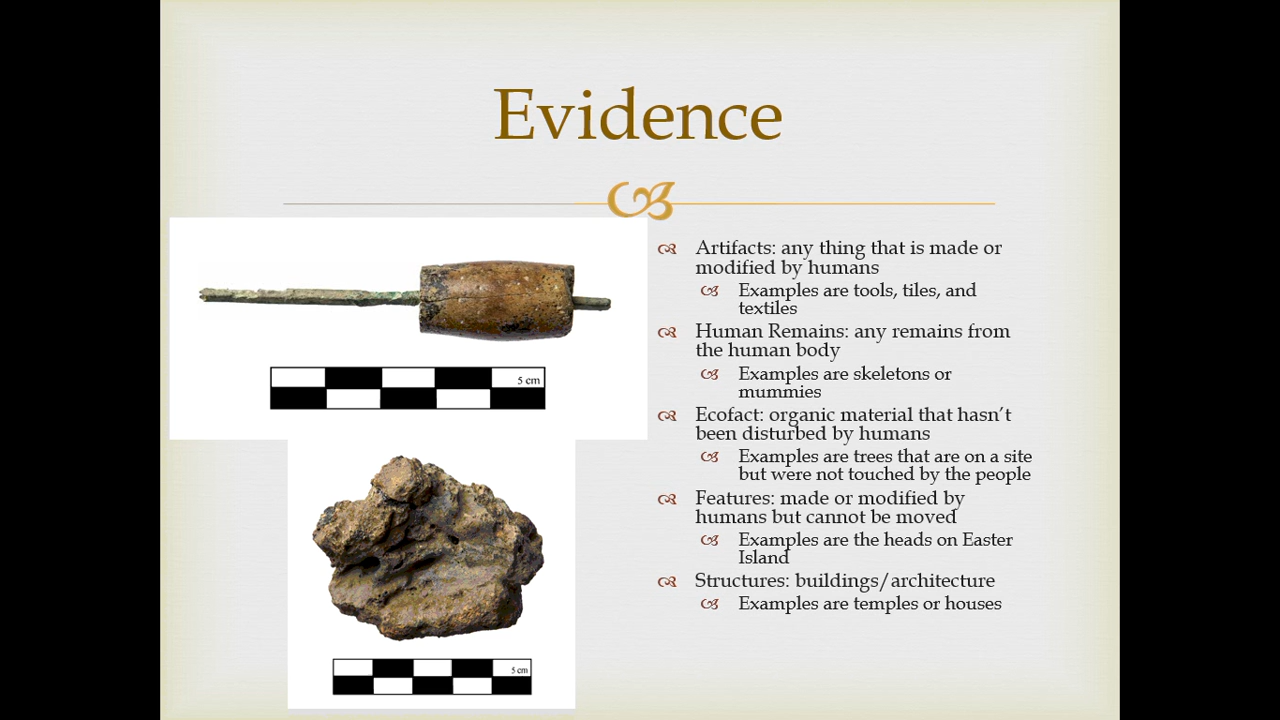 Evidence
5 cm
5 cm
Artifacts: any thing that is made or
modified by humans
Examples are tools, tiles, and
textiles
Human Remains: any remains from
the human body
Examples are skeletons or
mummies
Ecofact: organic material that hasn’t
been disturbed by humans
Examples are trees that are on a site
but were not touched by the people
Features: made or modified by
humans but cannot be moved
Examples are the heads on Easter
Island
Structures: buildings/architecture
Examples are temples or houses